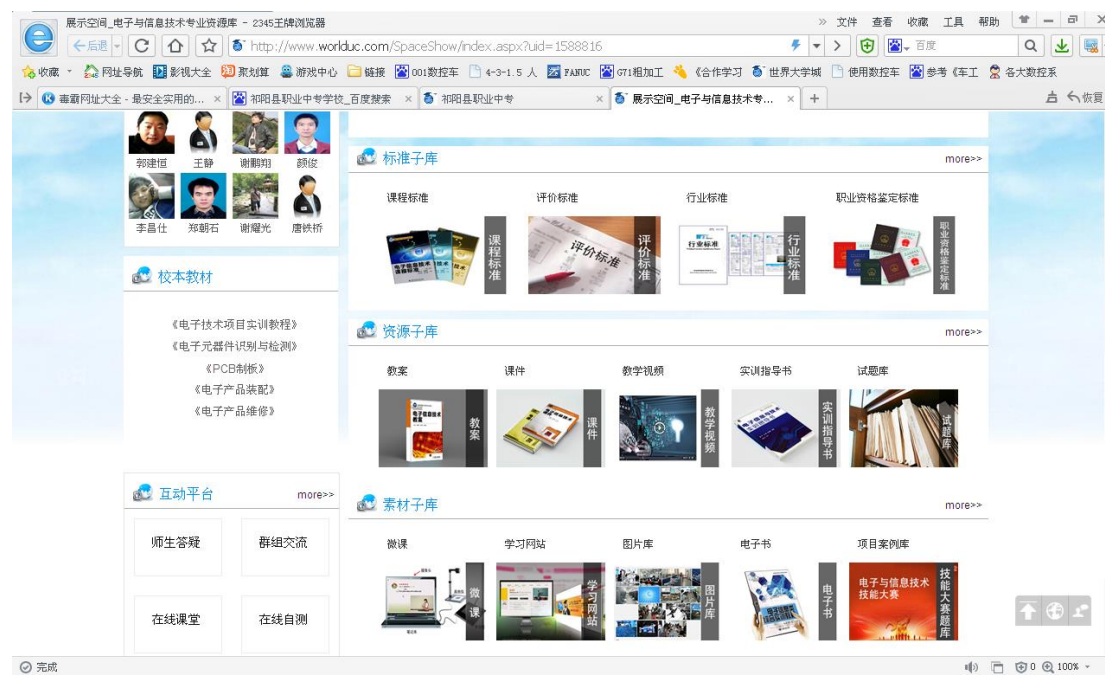 展示空间_电子与信息技术专业资源库 - 2345王牌浏览器
» 文件 查看 收藏 工具 帮助
后退 http://www.worlduc.com/SpaceShow/index.aspx?uid=1588816 百度
收藏 网址导航 影视大全 聚划算 游戏中心 链接 001数控车 4-3-1.5 人 FANUC G71粗加工 《合作学习 世界大学城 使用数控车 参考《车工 各大数控系
毒霸网址大全 - 最安全实用的... × 祁阳县职业中专学校_百度搜索 × 祁阳县职业中专 × 展示空间_电子与信息技术专... × + 恢复
郭建恒 王静 谢鹏翔 颜俊
李昌仕 郑朝石 谢耀光 唐铁桥
校本教材
《电子技术项目实训教程》
《电子元器件识别与检测》
《PCB制板》
《电子产品装配》
《电子产品维修》
互动平台 more>>
师生答疑 群组交流
在线课堂 在线自测
标准子库 more>>
课程标准 评价标准 行业标准 职业资格鉴定标准
课程标准 评价标准 评价标准 行业标准 行业标准 职业资格鉴定标准
资源子库 more>>
教案 课件 教学视频 实训指导书 试题库
教案 课件 教学视频 实训指导书 试题库
素材子库 more>>
微课 学习网站 图片库 电子书 项目案例库
微课 学习网站 图片库 电子书 电子与信息技术
技能大赛 技能大赛题库
完成 0 100%